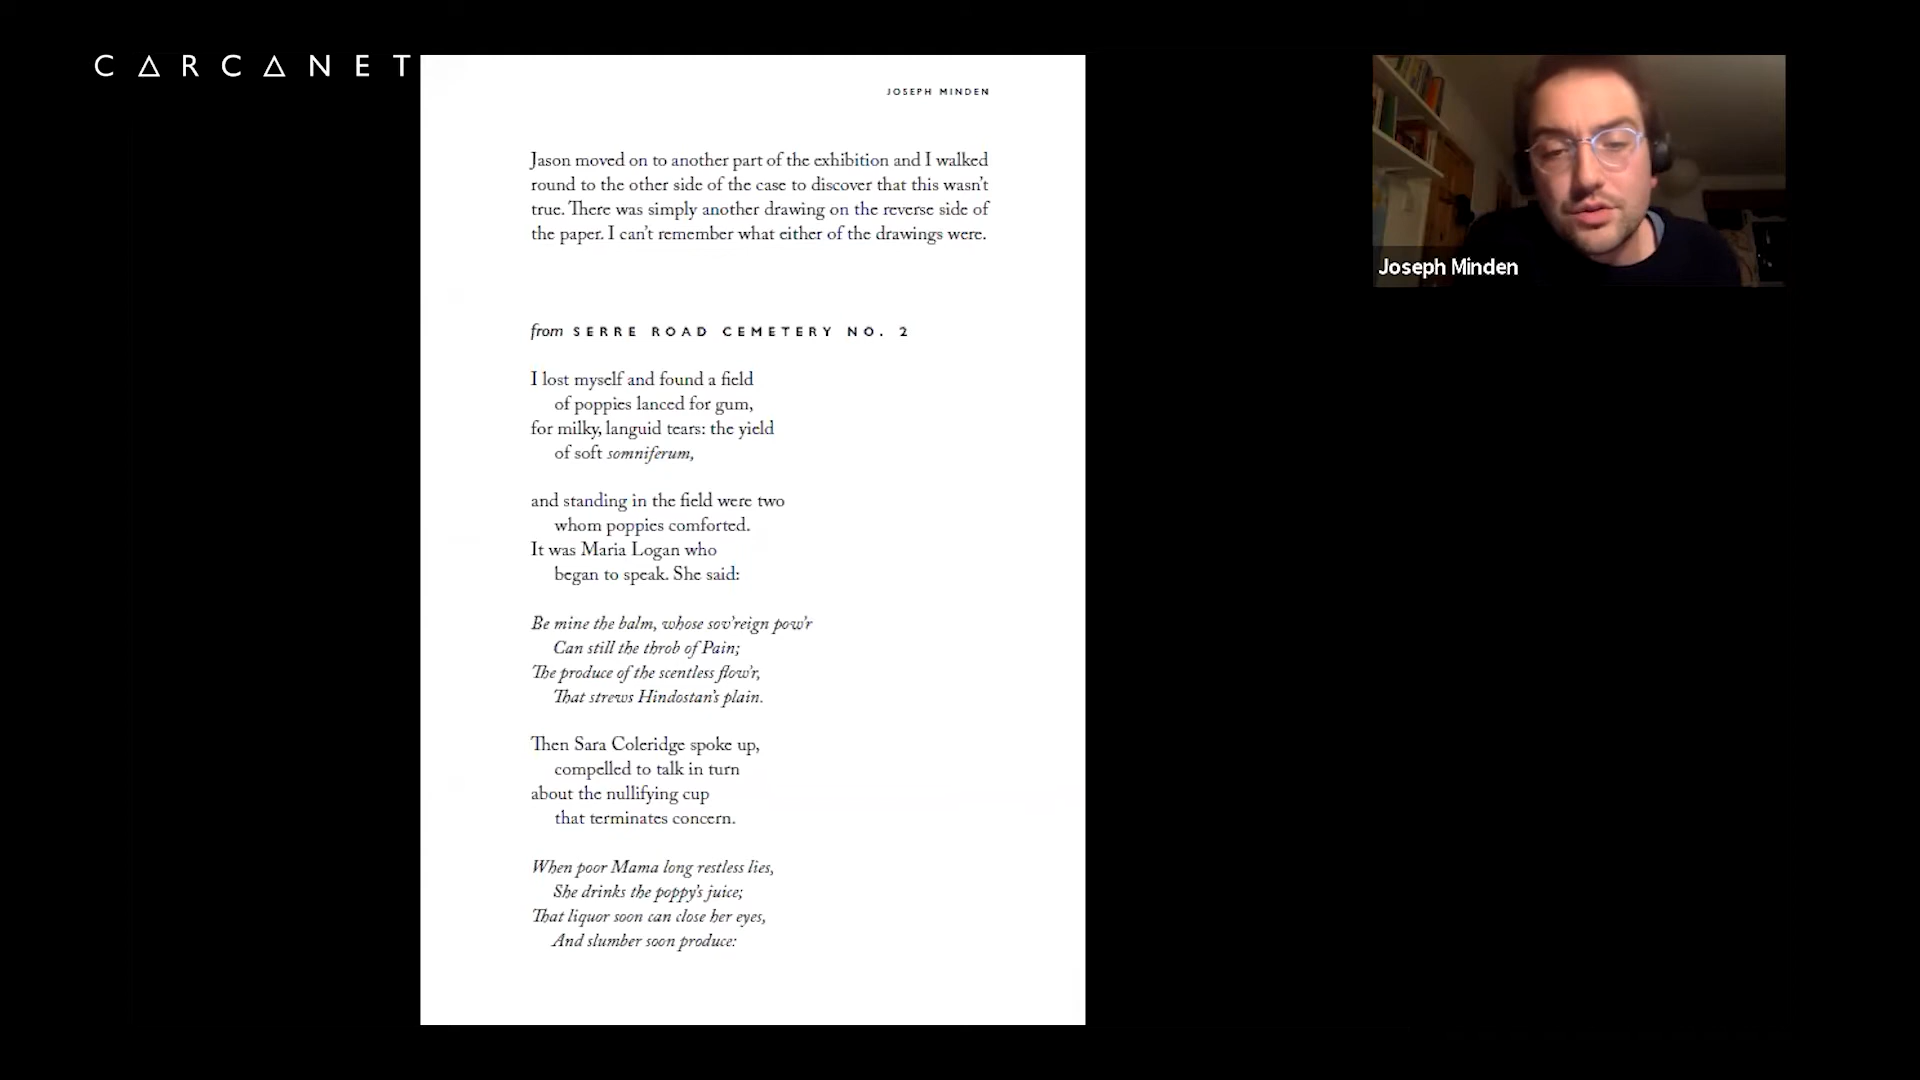 CARCANET
JOSEPH MINDEN
Jason moved on to another part of the exhibition and I walked
round to the other side of the case to discover that this wasn't
true. There was simply another drawing on the reverse side of
the paper. I can't remember what either of the drawings were.
from SERRE ROAD CEMETERY NO. 2
I lost myself and found a field
of poppies lanced for gum,
for milky, languid tears: the yield
of soft somniferum,
and standing in the field were two
whom poppies comforted.
It was Maria Logan who
began to speak. She said:
Be mine the balm, whose sov'reign pow'r
Can still the throb of Pain;
The produce of the scentless flow'r,
That strews Hindostan's plain.
Then Sara Coleridge spoke up,
compelled to talk in turn
about the nullifying cup
that terminates concern.
When poor Mama long restless lies,
She drinks the poppy's juice;
That liquor soon can close her eyes,
And slumber soon produce:
Joseph Minden